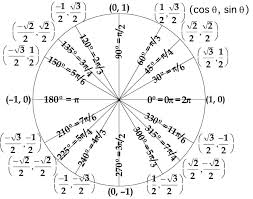 (-1/2, √3/2) (0, 1) (1/2, √3/2) (cos θ, sin θ)
(-√2/2, √2/2) (√2/2, √2/2)
(-√3/2, 1/2) (√3/2, 1/2)
120° = 2π/3
90° = π/2
60° = π/3
135° = 3π/4
45° = π/4
150° = 5π/6
30° = π/6
(-1, 0) 180° = π 0° = 0π = 2π (1, 0)
210° = 7π/6
330° = 11π/6
225° = 5π/4
315° = 7π/4
240° = 4π/3
270° = 3π/2
300° = 5π/3
(-√3/2, -1/2) (√3/2, -1/2)
(-√2/2, -√2/2) (√2/2, -√2/2)
(-1/2, -√3/2) (0, -1) (1/2, -√3/2)